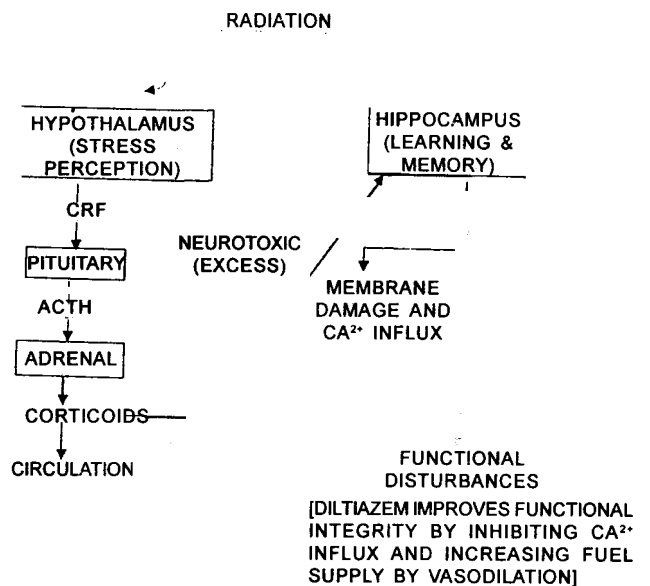 RADIATION
HYPOTHALAMUS
(STRESS
PERCEPTION)
CRF
PITUITARY
ACTH
ADRENAL
CORTICOIDS
CIRCULATION
NEUROTOXIC
(EXCESS)
HIPPOCAMPUS
(LEARNING &
MEMORY)
MEMBRANE
DAMAGE AND
CA²⁺ INFLUX
FUNCTIONAL
DISTURBANCES
[DILTIAZEM IMPROVES FUNCTIONAL
INTEGRITY BY INHIBITING CA²⁺
INFLUX AND INCREASING FUEL
SUPPLY BY VASODILATION]